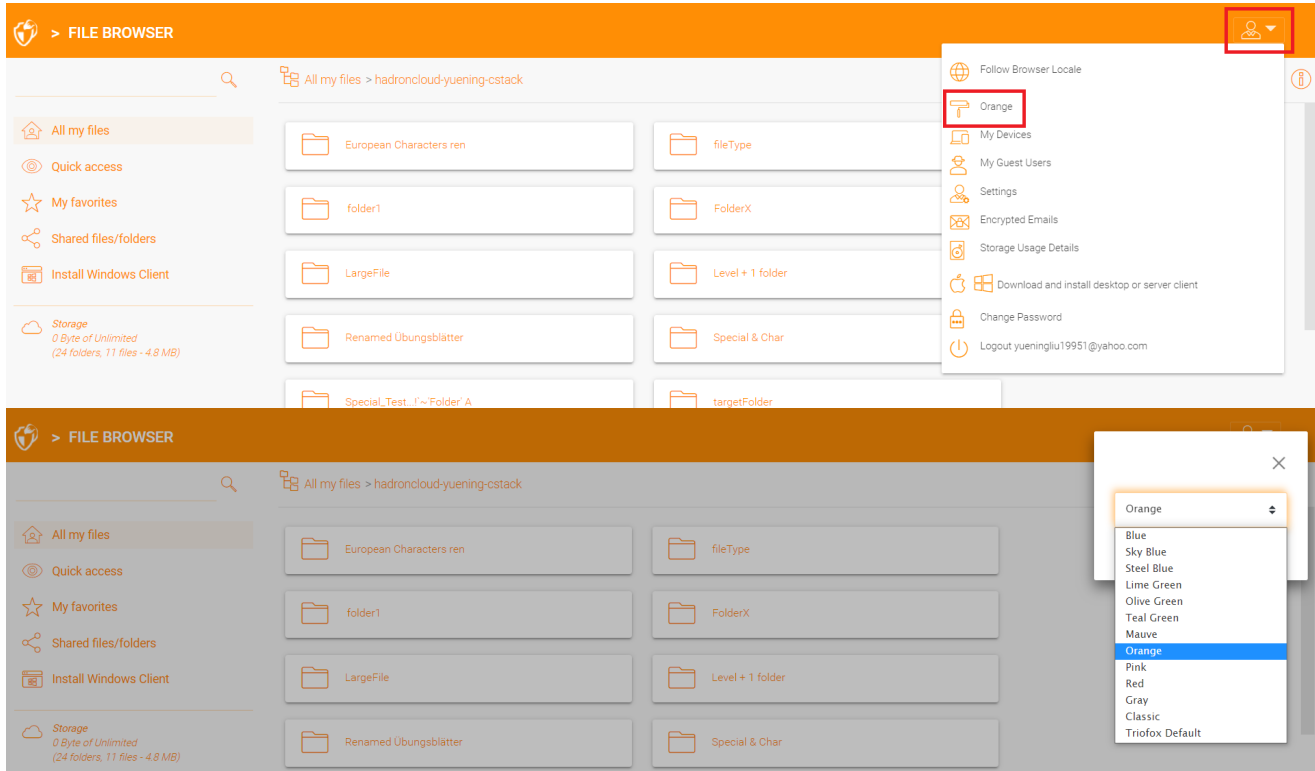 > FILE BROWSER
All my files > hadroncloud-yuening-cstack
All my files
Quick access
My favorites
Shared files/folders
Install Windows Client
Storage
0 Byte of Unlimited
(24 folders, 11 files - 4.8 MB)
European Characters ren
fileType
folder1
FolderX
LargeFile
Level + 1 folder
Renamed Übungsblätter
Special & Char
Special_Test...!`~'Folder' A
targetFolder
Follow Browser Locale
Orange
My Devices
My Guest Users
Settings
Encrypted Emails
Storage Usage Details
Download and install desktop or server client
Change Password
Logout yueningliu19951@yahoo.com
> FILE BROWSER
All my files > hadroncloud-yuening-cstack
All my files
Quick access
My favorites
Shared files/folders
Install Windows Client
Storage
0 Byte of Unlimited
(24 folders, 11 files - 4.8 MB)
European Characters ren
fileType
folder1
FolderX
LargeFile
Level + 1 folder
Renamed Übungsblätter
Special & Char
Orange
Blue
Sky Blue
Steel Blue
Lime Green
Olive Green
Teal Green
Mauve
Orange
Pink
Red
Gray
Classic
Triofox Default